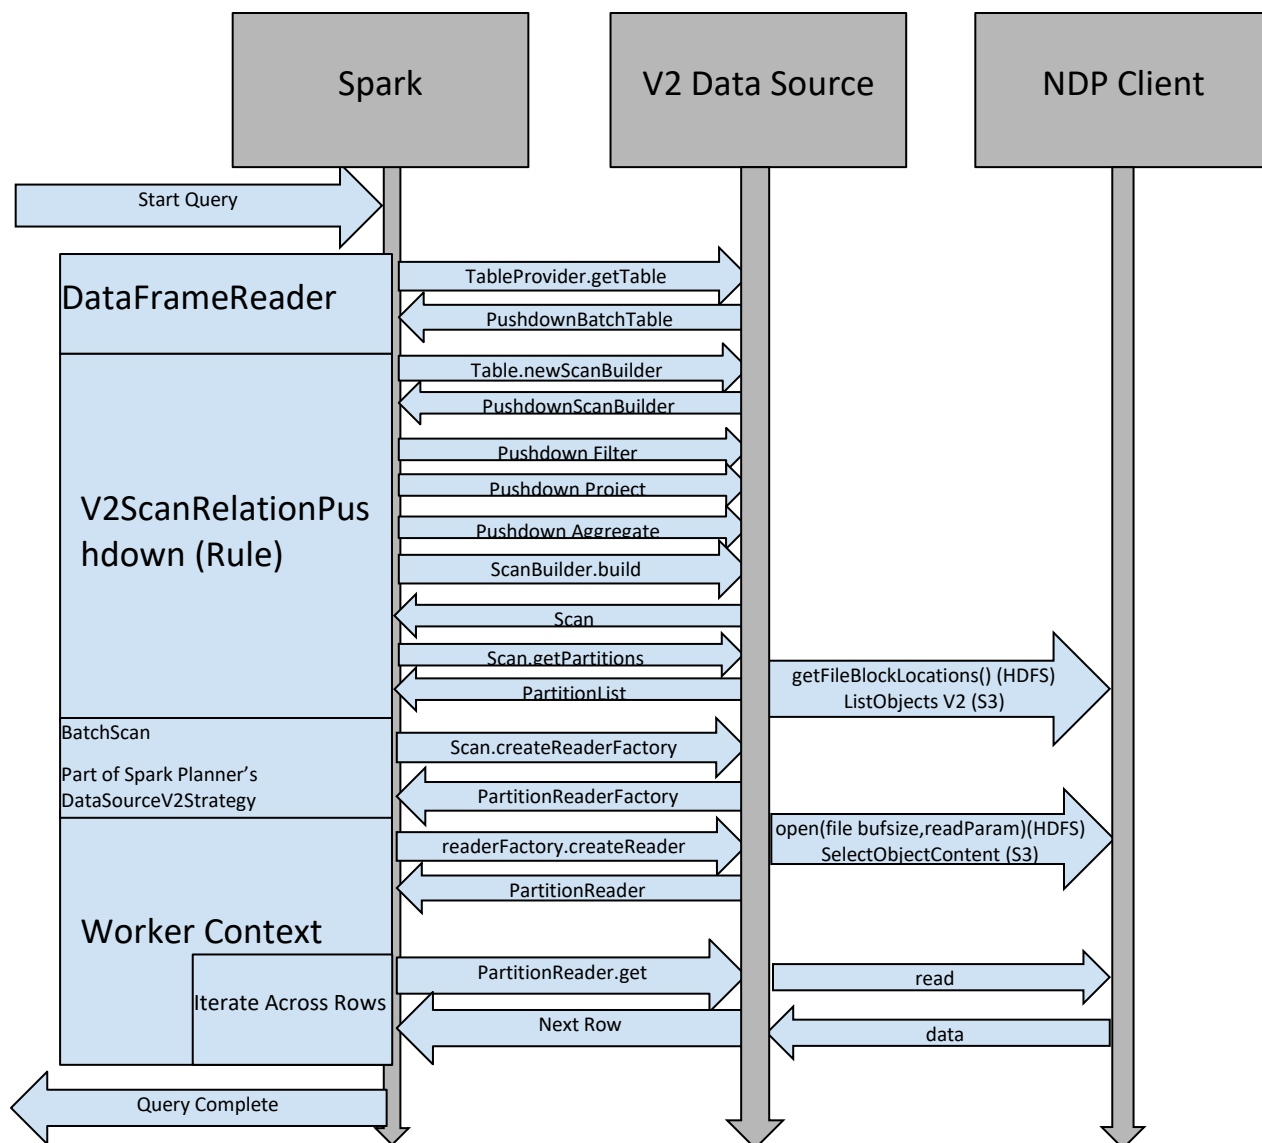 Spark
V2 Data Source
NDP Client
Start Query
DataFrameReader
TableProvider.getTable
PushdownBatchTable
Table.newScanBuilder
PushdownScanBuilder
V2ScanRelationPus
hdown (Rule)
Pushdown Filter
Pushdown Project
Pushdown Aggregate
ScanBuilder.build
Scan
Scan.getPartitions
PartitionList
getFileBlockLocations() (HDFS)
ListObjects V2 (S3)
BatchScan
Part of Spark Planner’s
DataSourceV2Strategy
Scan.createReaderFactory
PartitionReaderFactory
Worker Context
readerFactory.createReader
PartitionReader
open(file bufsize,readParam)(HDFS)
SelectObjectContent (S3)
Iterate Across Rows
PartitionReader.get
Next Row
read
data
Query Complete